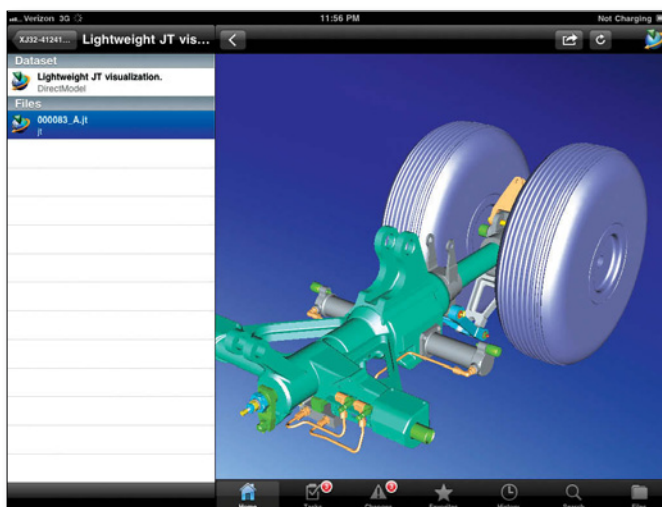 Verizon 3G
11:56 PM
Not Charging
XJ32-41241...
Lightweight JT vis...
Dataset
Lightweight JT visualization.
DirectModel
Files
000083_A.jt
jt
Home
Tasks
Changes
Favorites
History
Search
Files